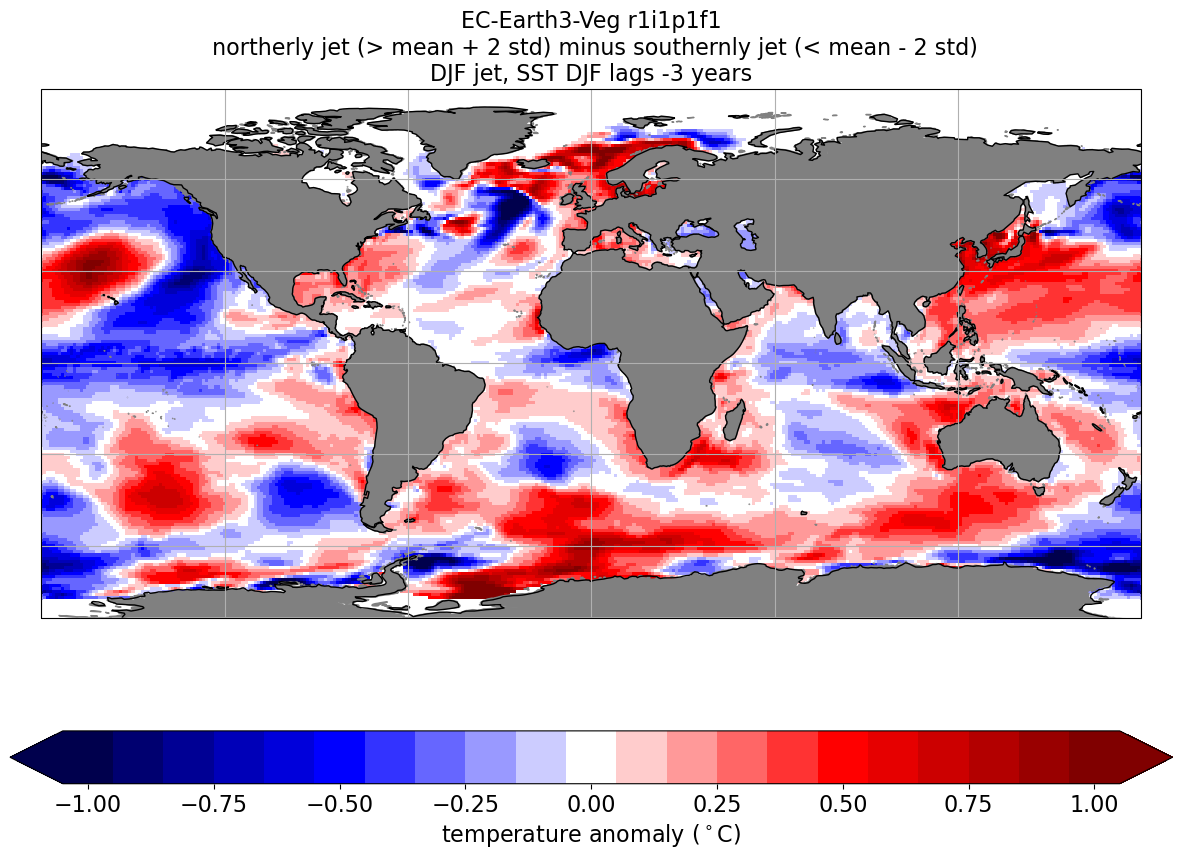 EC-Earth3-Veg r1i1p1f1
northerly jet (> mean + 2 std) minus southernly jet (< mean - 2 std)
DJF jet, SST DJF lags -3 years
−1.00 −0.75 −0.50 −0.25 0.00 0.25 0.50 0.75 1.00
temperature anomaly (°C)